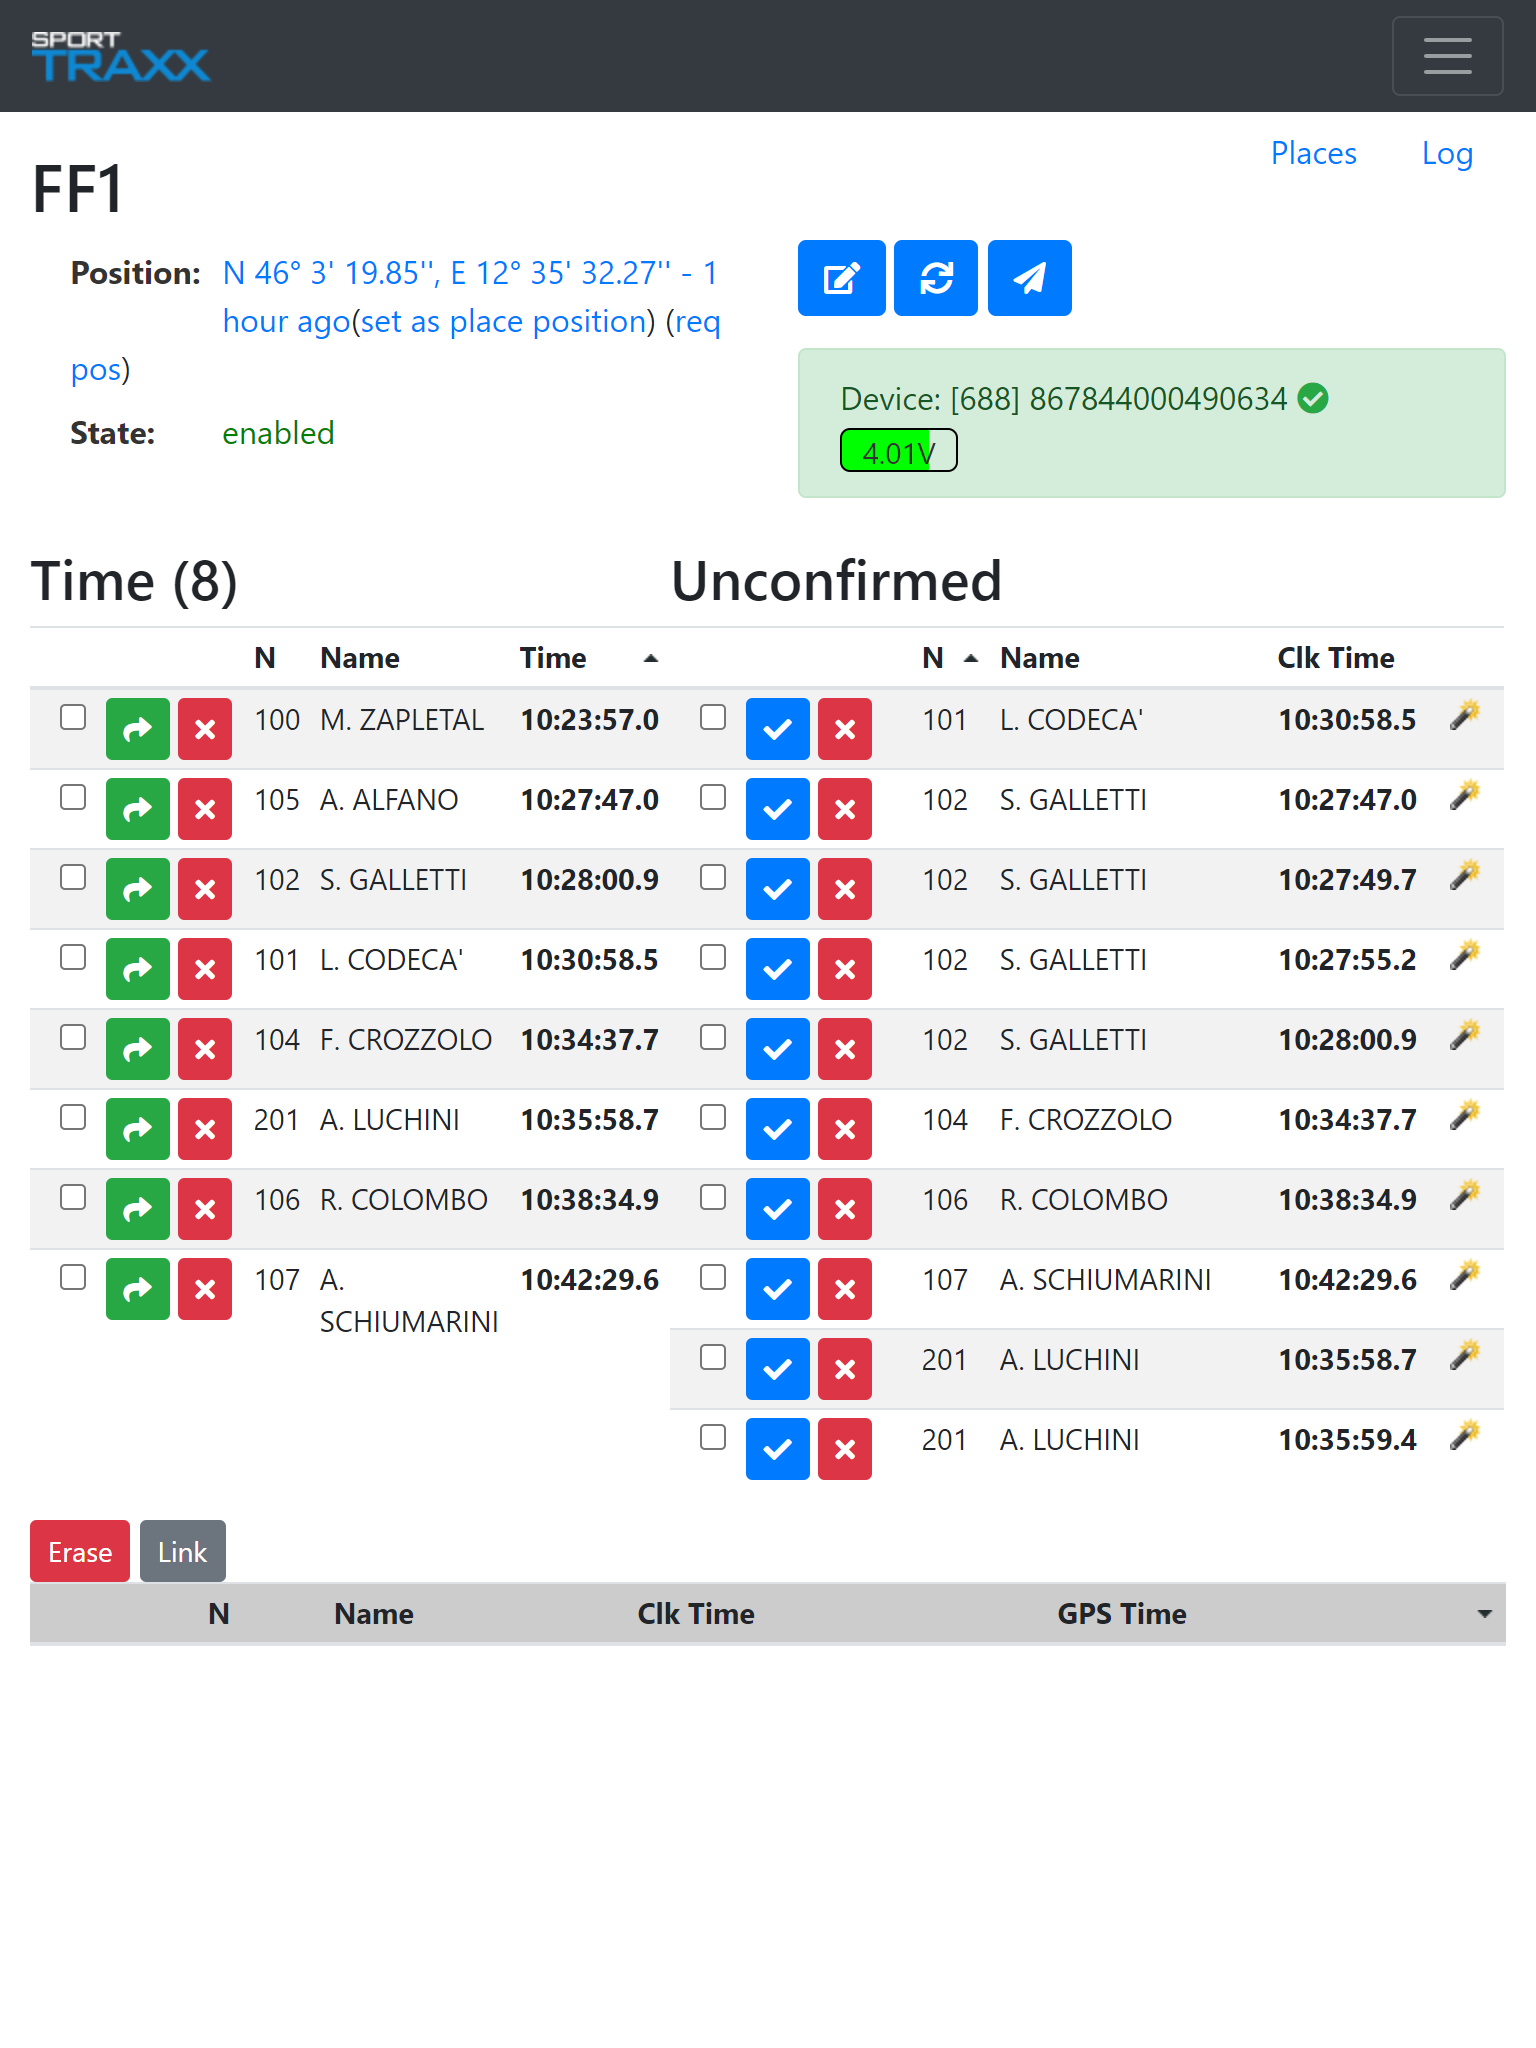 SPORT
TRAXX
Places Log
FF1
Position: N 46° 3' 19.85'', E 12° 35' 32.27'' - 1
hour ago(set as place position) (req
pos)
State: enabled
Device: [688] 867844000490634
4.01V
Time (8)
N Name Time
100 M. ZAPLETAL 10:23:57.0
105 A. ALFANO 10:27:47.0
102 S. GALLETTI 10:28:00.9
101 L. CODECA' 10:30:58.5
104 F. CROZZOLO 10:34:37.7
201 A. LUCHINI 10:35:58.7
106 R. COLOMBO 10:38:34.9
107 A. 10:42:29.6
SCHIUMARINI
Unconfirmed
N Name Clk Time
101 L. CODECA' 10:30:58.5
102 S. GALLETTI 10:27:47.0
102 S. GALLETTI 10:27:49.7
102 S. GALLETTI 10:27:55.2
102 S. GALLETTI 10:28:00.9
104 F. CROZZOLO 10:34:37.7
106 R. COLOMBO 10:38:34.9
107 A. SCHIUMARINI 10:42:29.6
201 A. LUCHINI 10:35:58.7
201 A. LUCHINI 10:35:59.4
Erase Link
N Name Clk Time GPS Time